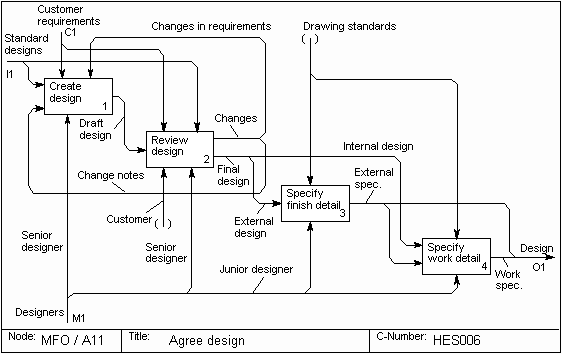 Customer
requirements
C1
Changes in requirements
Drawing standards
( )
Standard
designs
I1
Create
design
1
Draft
design
Changes
Review
design
2
Internal design
Final
design
External
spec.
Change notes
Specify
finish detail
3
Customer
( )
External
design
Senior
designer
Senior
designer
Specify
work detail
4
Design
O1
Junior designer
Work
spec.
Designers
M1
Node: MFO / A11
Title: Agree design
C-Number: HES006